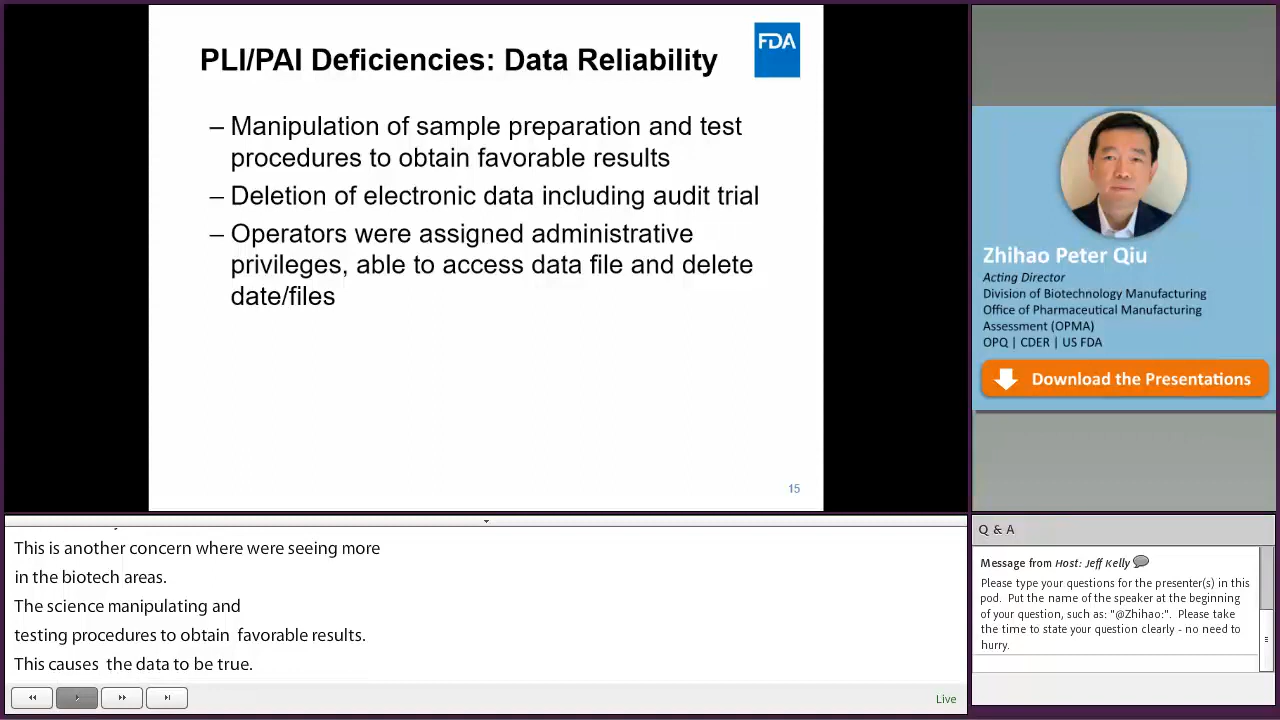 PLI/PAI Deficiencies: Data Reliability
FDA
– Manipulation of sample preparation and test
procedures to obtain favorable results
– Deletion of electronic data including audit trial
– Operators were assigned administrative
privileges, able to access data file and delete
date/files
15
Zhihao Peter Qiu
Acting Director
Division of Biotechnology Manufacturing
Office of Pharmaceutical Manufacturing
Assessment (OPMA)
OPQ | CDER | US FDA
Download the Presentations
This is another concern where were seeing more
in the biotech areas.
The science manipulating and
testing procedures to obtain favorable results.
This causes the data to be true.
Live
Q & A
Message from Host: Jeff Kelly
Please type your questions for the presenter(s) in this
pod. Put the name of the speaker at the beginning
of your question, such as: "@Zhihao:". Please take
the time to state your question clearly - no need to
hurry.